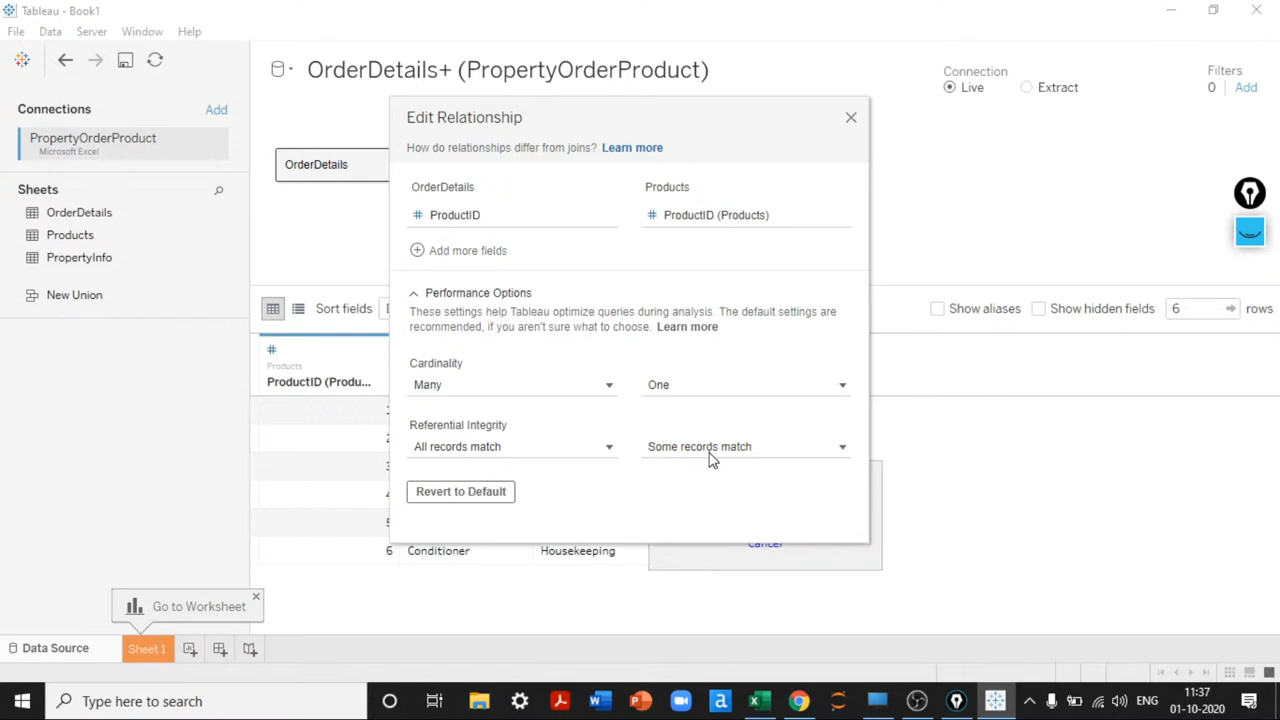 Tableau - Book1
File Data Server Window Help
Connections Add
PropertyOrderProduct
Microsoft Excel
Sheets
OrderDetails
Products
PropertyInfo
New Union
OrderDetails+ (PropertyOrderProduct)
Connection
Live Extract
Filters
0 Add
OrderDetails
Edit Relationship
How do relationships differ from joins? Learn more
OrderDetails Products
# ProductID # ProductID (Products)
Add more fields
Performance Options
These settings help Tableau optimize queries during analysis. The default settings are
recommended, if you aren't sure what to choose. Learn more
Cardinality
Many One
Referential Integrity
All records match Some records match
Revert to Default
Sort fields
Show aliases Show hidden fields 6 rows
#
Products
ProductID (Produ...
6 Conditioner Housekeeping
Cancel
Go to Worksheet
Data Source Sheet 1
Type here to search
ENG
11:37
01-10-2020